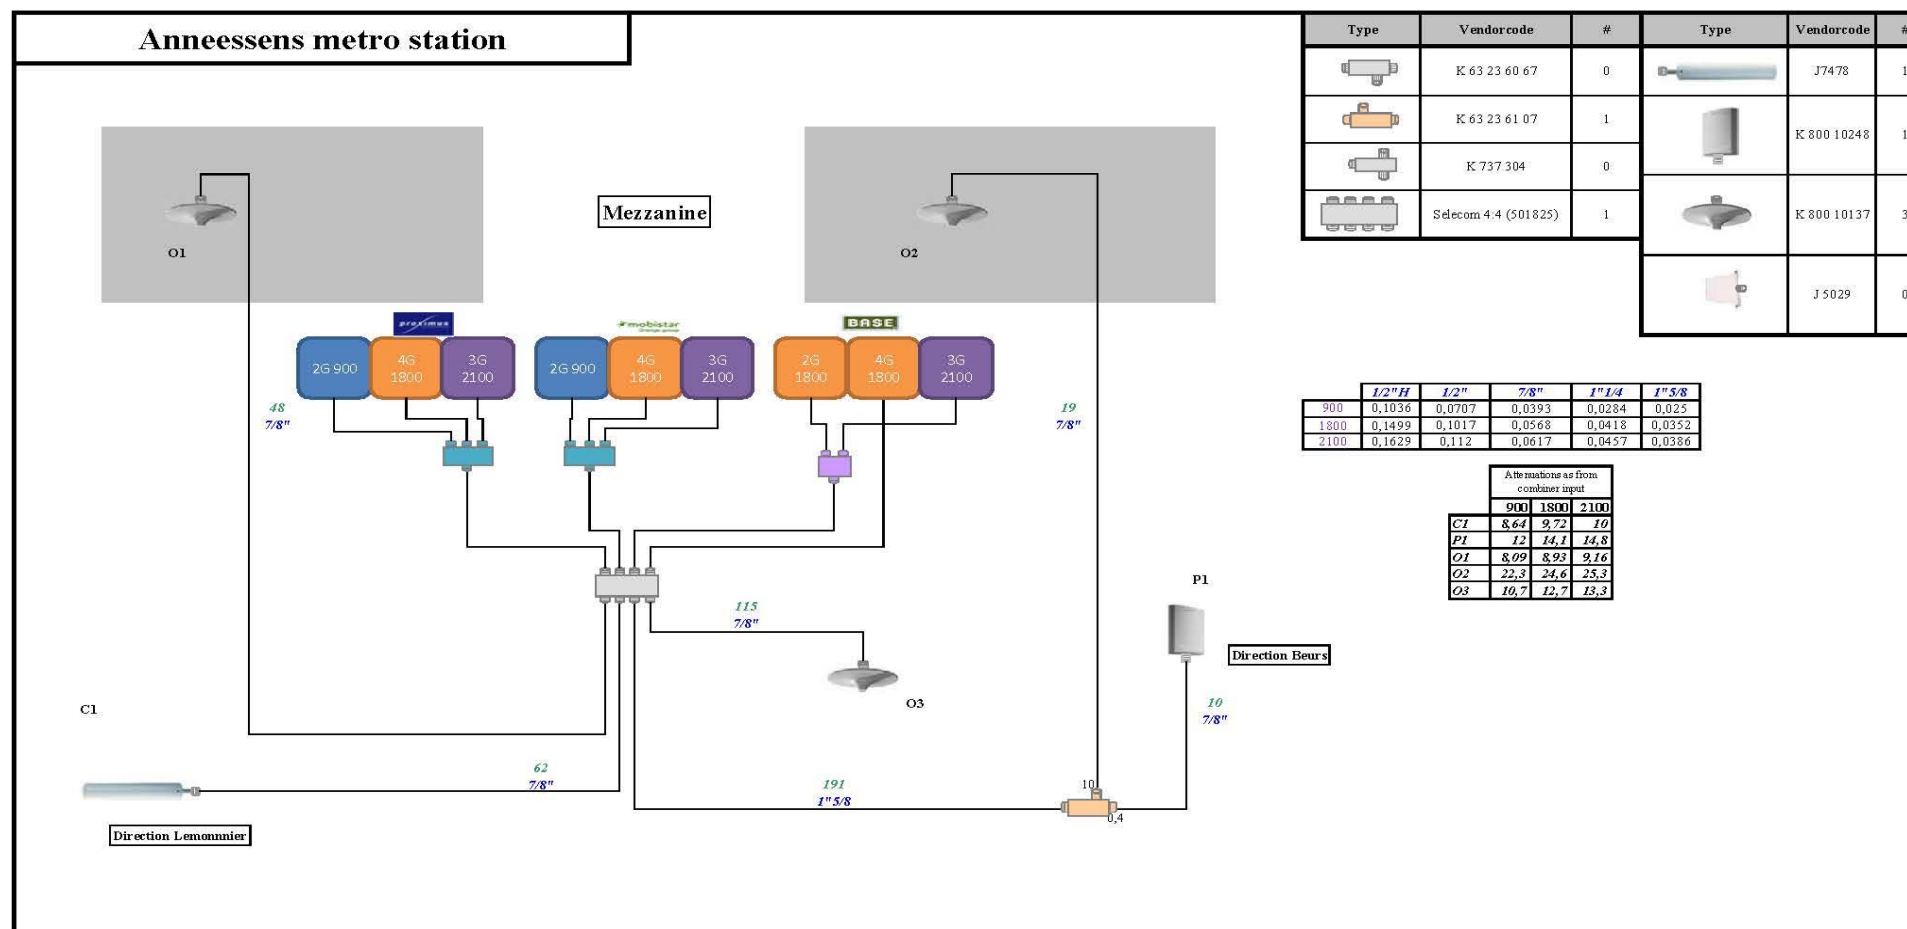 Anneessens metro station
Type Vendorcode # Type Vendorcode #
K 63 23 60 67 0 J7478 1
K 63 23 61 07 1 K 800 10248 1
K 737 304 0
Selecom 4:4 (501825) 1 K 800 10137 3
J 5029 0
Mezzanine
O1
O2
proximus
mobistar
BASE
2G 900
4G
1800
3G
2100
2G 900
4G
1800
3G
2100
2G
1800
4G
1800
3G
2100
48
7/8"
19
7/8"
1/2"H 1/2" 7/8" 1"1/4 1"5/8
900 0,1036 0,0707 0,0393 0,0284 0,025
1800 0,1499 0,1017 0,0568 0,0418 0,0352
2100 0,1629 0,112 0,0617 0,0457 0,0386
Attenuations as from
combiner input
900 1800 2100
C1 8,64 9,72 10
P1 12 14,1 14,8
O1 8,09 8,93 9,16
O2 22,3 24,6 25,3
O3 10,7 12,7 13,3
P1
115
7/8"
Direction Beurs
O3
C1
10
7/8"
62
7/8"
191
1"5/8
10
0,4
Direction Lemonnnier